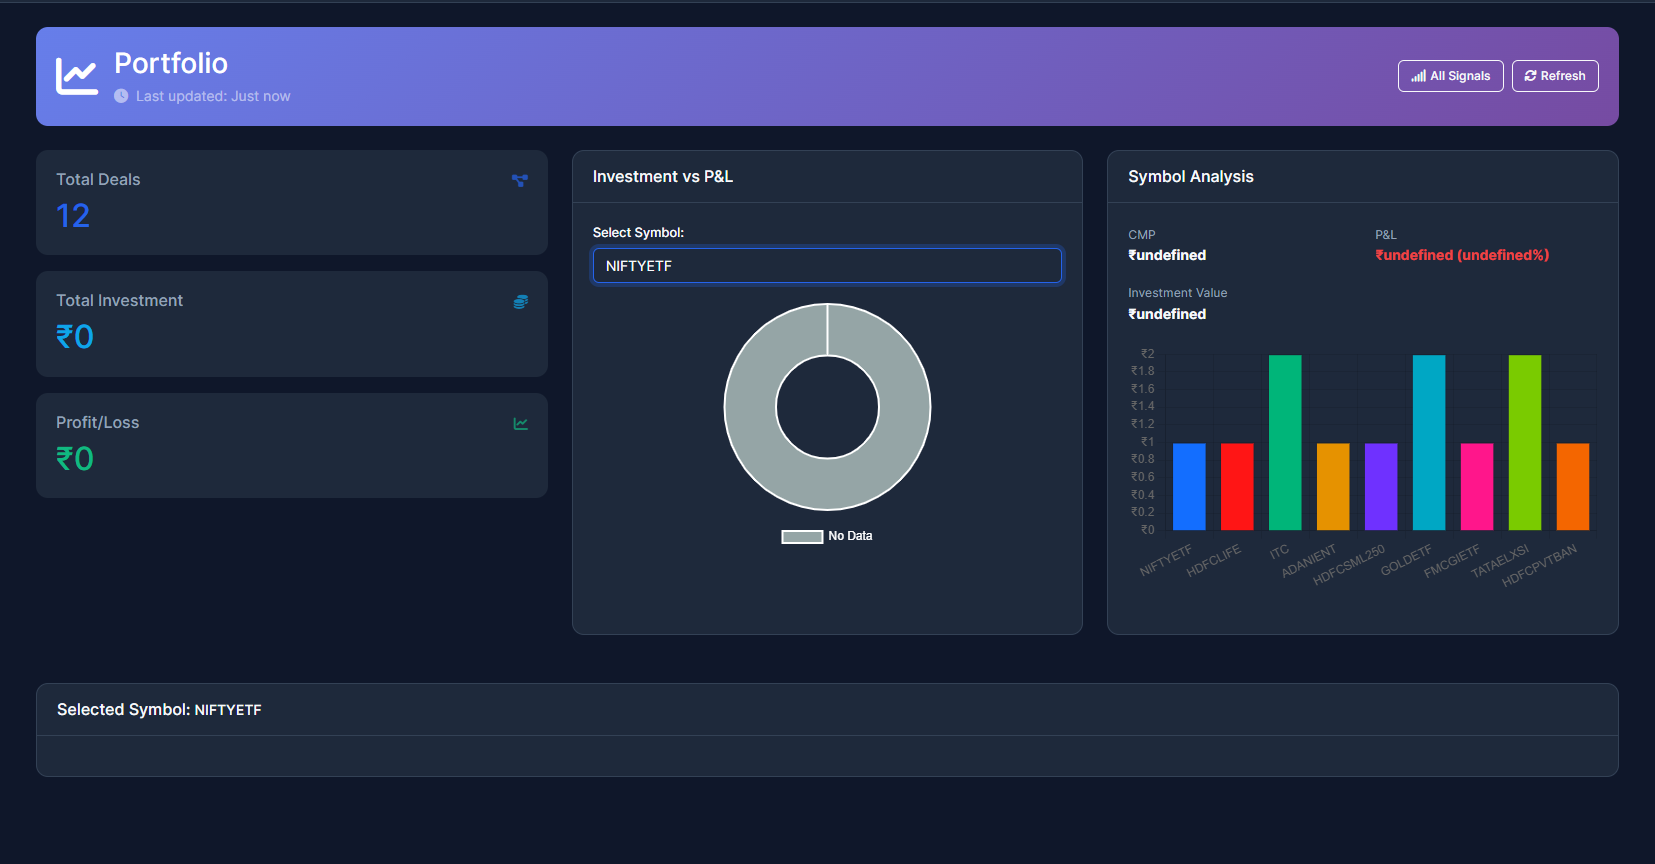 Portfolio
Last updated: Just now
All Signals
Refresh
Total Deals
12
Total Investment
₹0
Profit/Loss
₹0
Investment vs P&L
Select Symbol:
NIFTYETF
No Data
Symbol Analysis
CMP
P&L
₹undefined
₹undefined (undefined%)
Investment Value
₹undefined
₹2
₹1.8
₹1.6
₹1.4
₹1.2
₹1
₹0.8
₹0.6
₹0.4
₹0.2
₹0
NIFTYETF
HDFCLIFE
ITC
ADANIENT
HDFCSML250
GOLDETF
FMCGIETF
TATAELXSI
HDFCPVTBAN
Selected Symbol: NIFTYETF